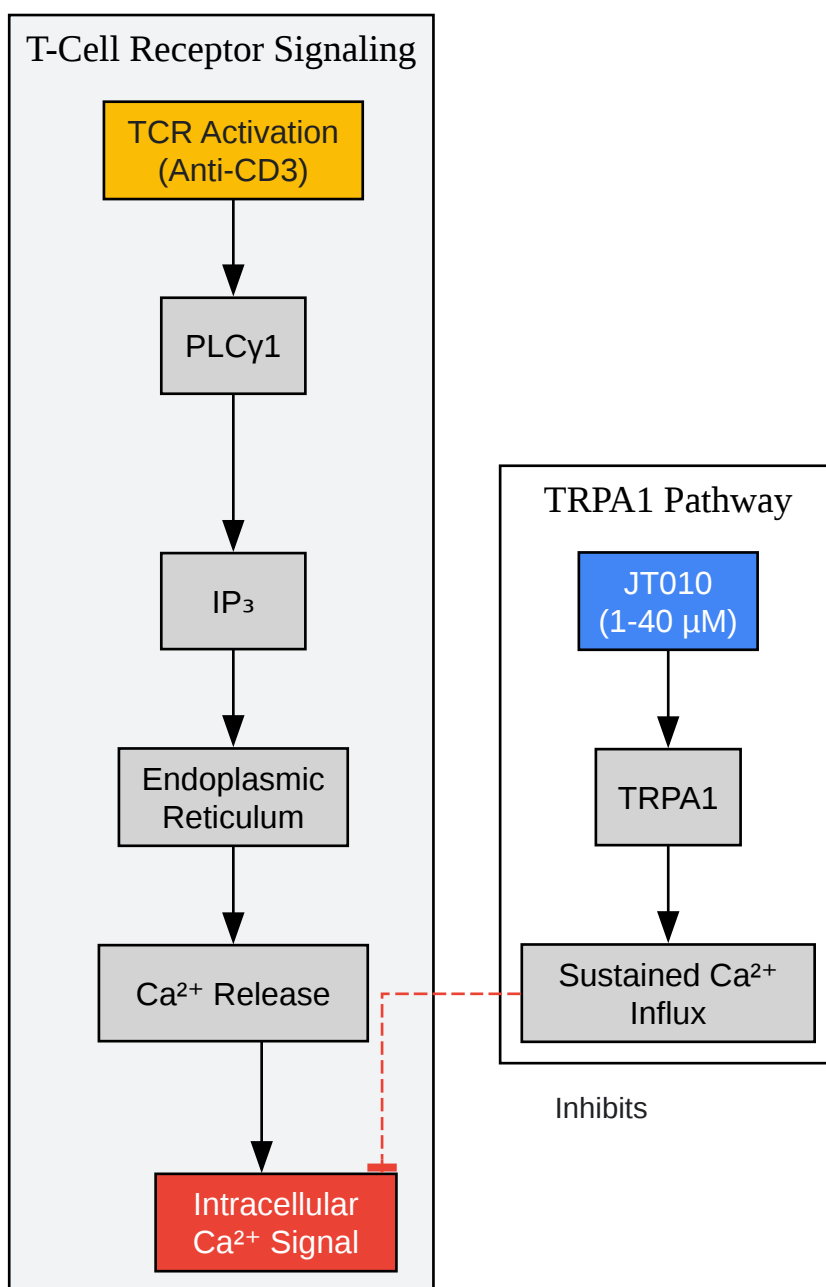 T-Cell Receptor Signaling
TCR Activation
(Anti-CD3)
PLCγ1
IP₃
Endoplasmic
Reticulum
Ca²⁺ Release
Intracellular
Ca²⁺ Signal
TRPA1 Pathway
JT010
(1-40 µM)
TRPA1
Sustained Ca²⁺
Influx
Inhibits